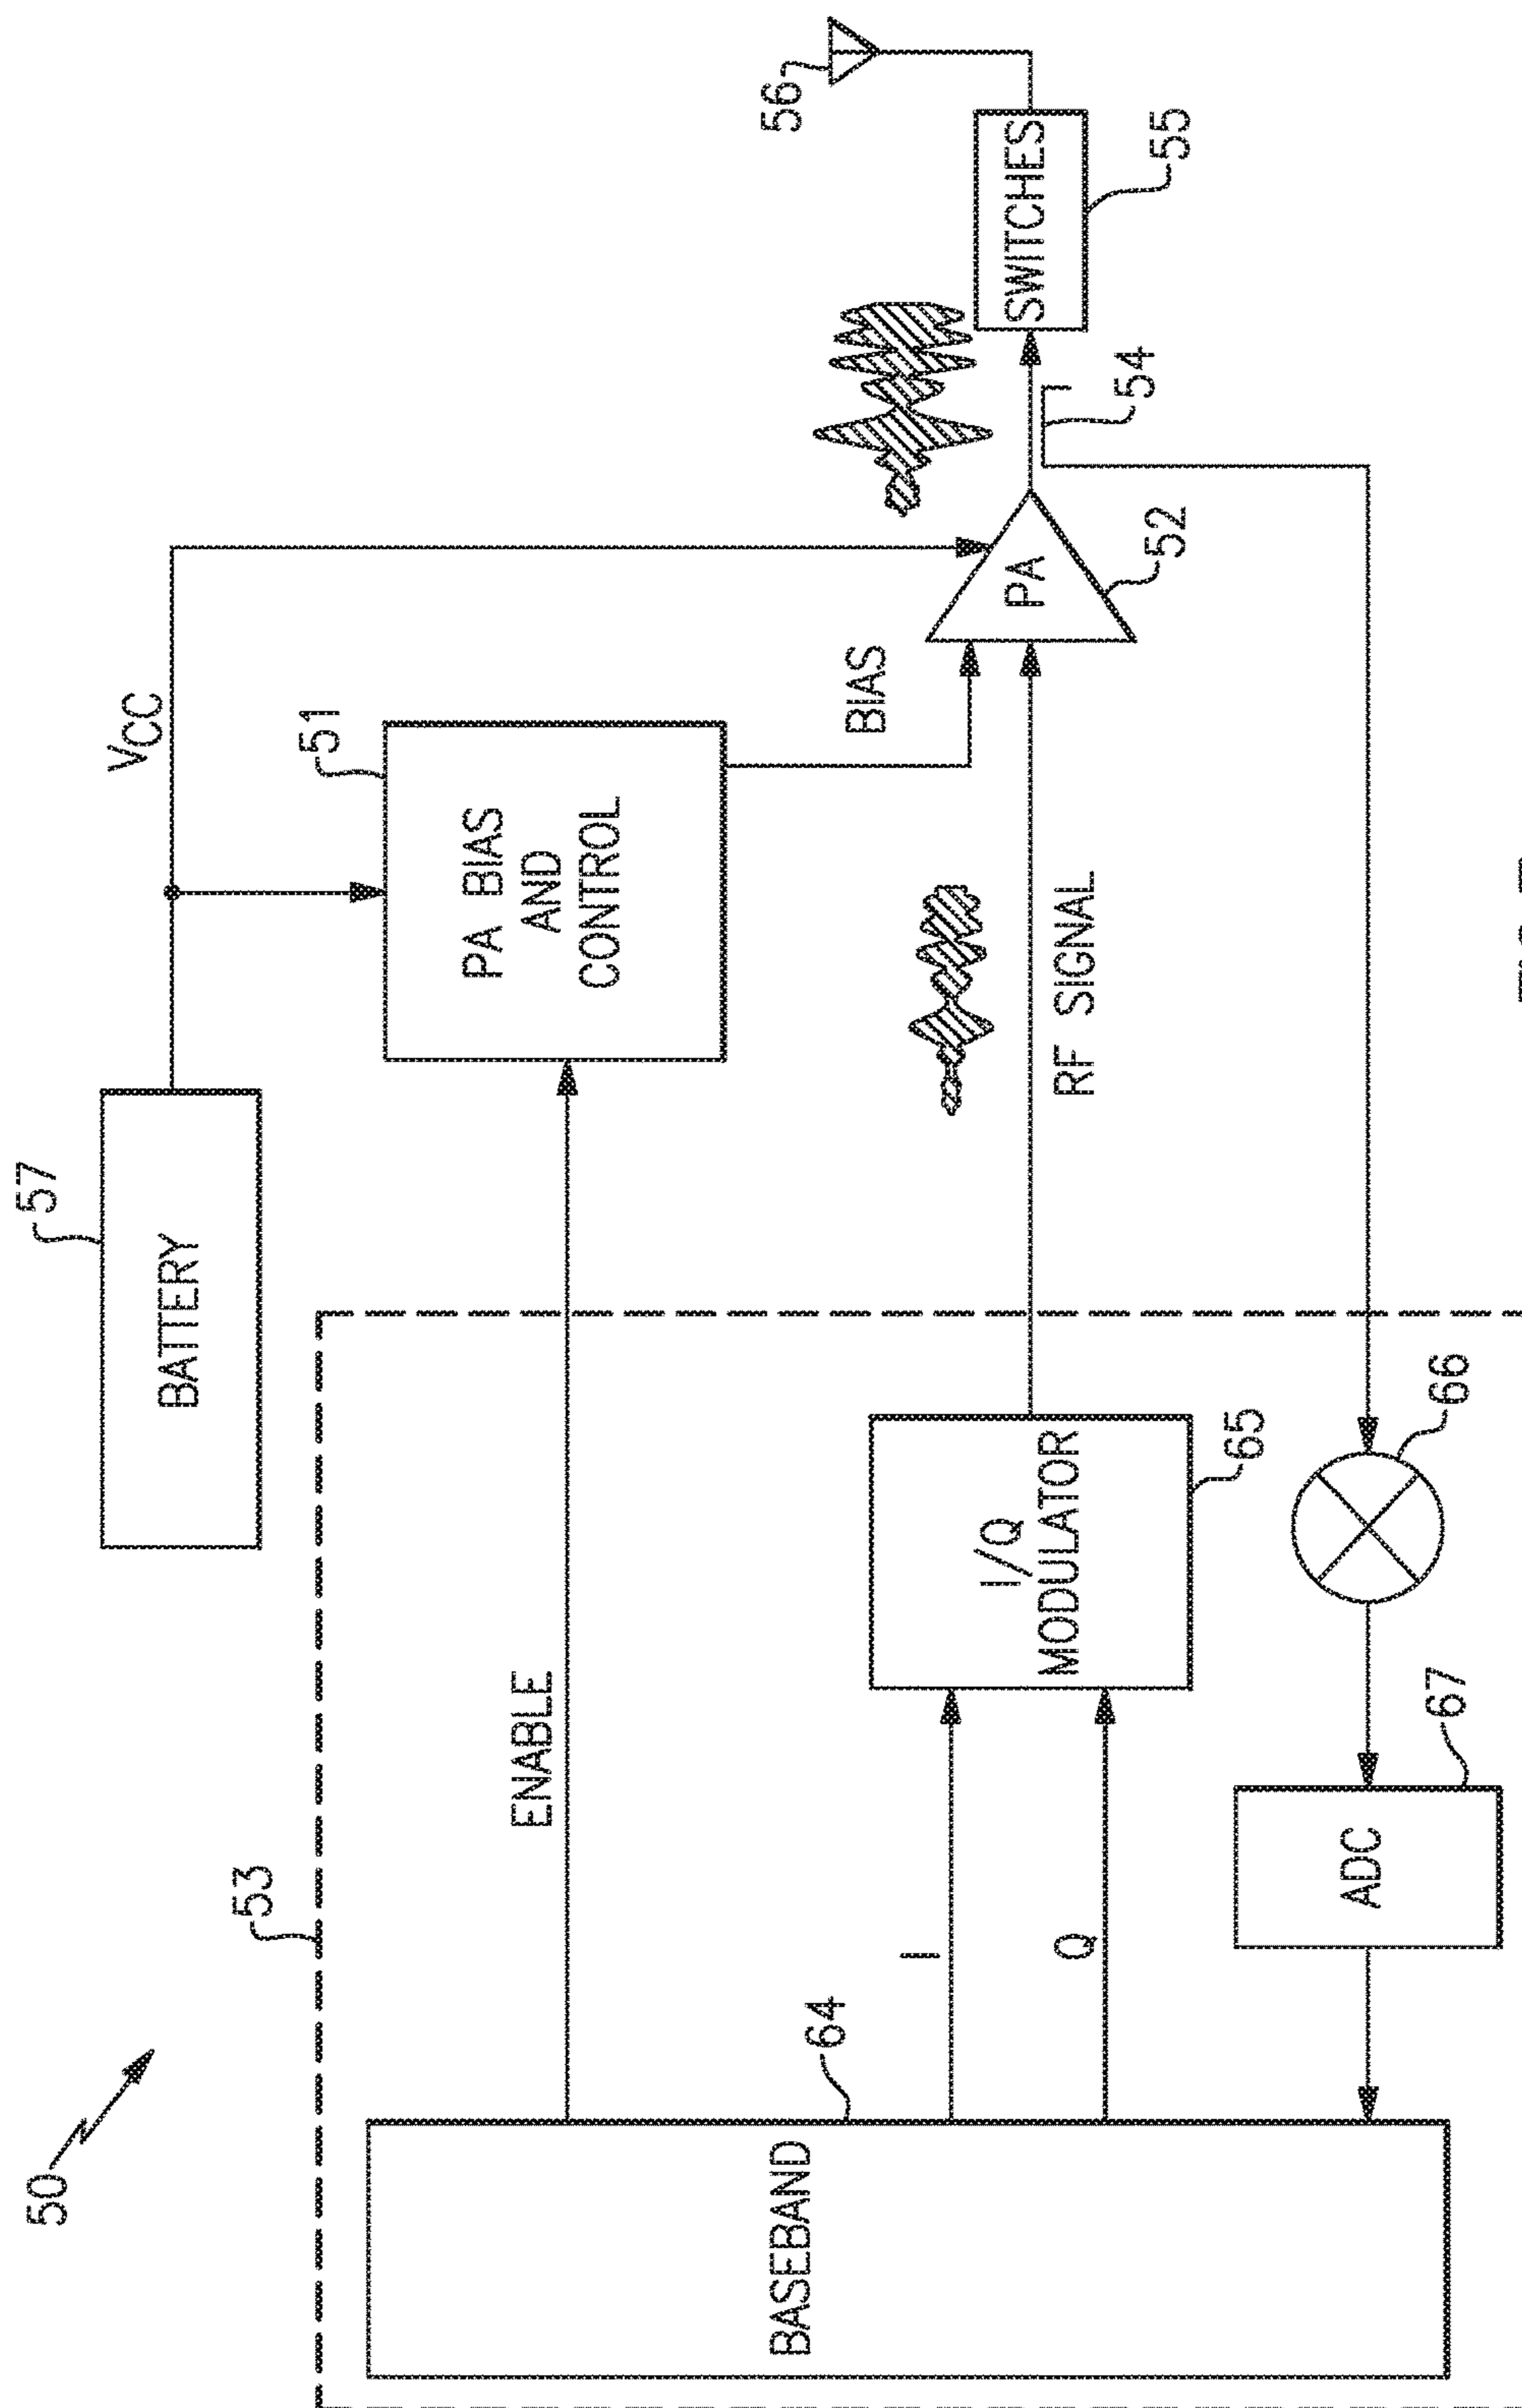 50
57
BATTERY
VCC
51
PA BIAS
AND
CONTROL
56
SWITCHES
55
54
PA
52
BIAS
RF SIGNAL
53
ENABLE
64
BASEBAND
I
Q
I/Q
MODULATOR
65
66
ADC
67